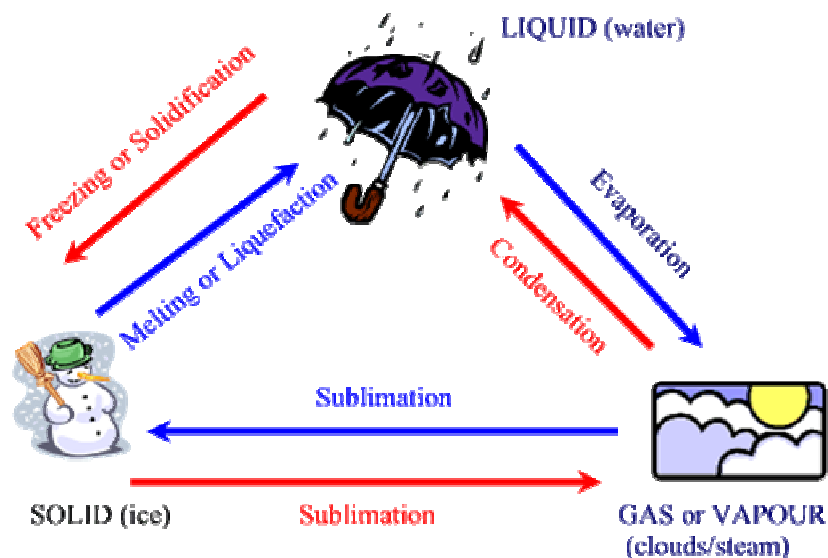 LIQUID (water)
Freezing or Solidification
Melting or Liquefaction
Evaporation
Condensation
Sublimation
SOLID (ice)
Sublimation
GAS or VAPOUR
(clouds/steam)